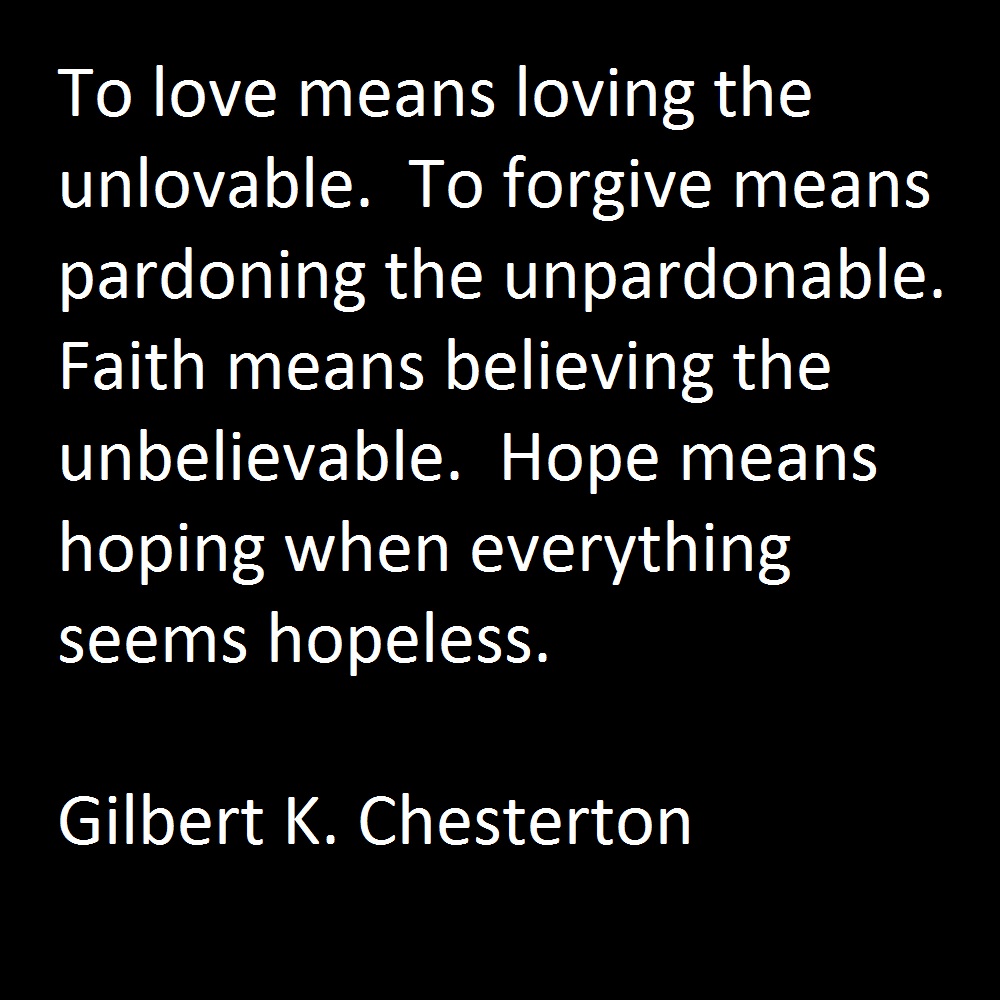 To love means loving the
unlovable.  To forgive means
pardoning the unpardonable.
Faith means believing the
unbelievable.  Hope means
hoping when everything
seems hopeless.

Gilbert K. Chesterton